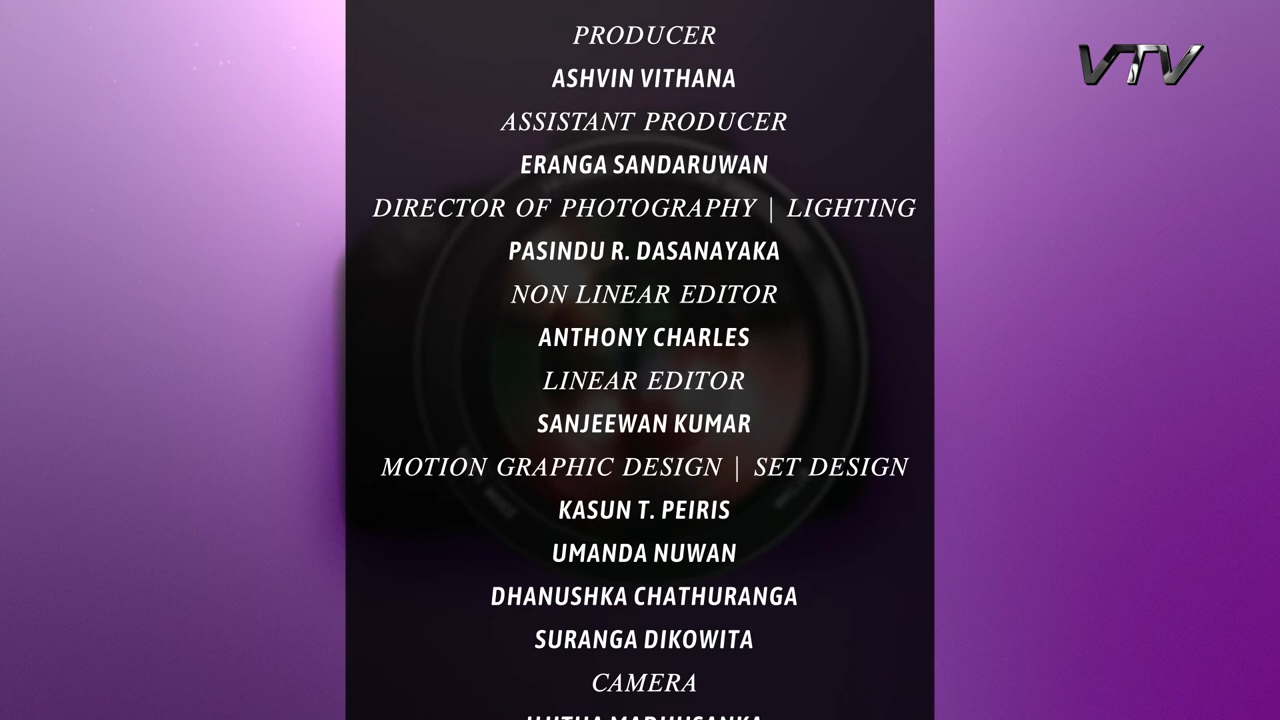 PRODUCER
VTV
ASHVIN VITHANA
ASSISTANT PRODUCER
ERANGA SANDARUWAN
DIRECTOR OF PHOTOGRAPHY | LIGHTING
PASINDU R. DASANAYAKA
NON LINEAR EDITOR
ANTHONY CHARLES
LINEAR EDITOR
SANJEEWAN KUMAR
MOTION GRAPHIC DESIGN | SET DESIGN
KASUN T. PEIRIS
UMANDA NUWAN
DHANUSHKA CHATHURANGA
SURANGA DIKOWITA
CAMERA